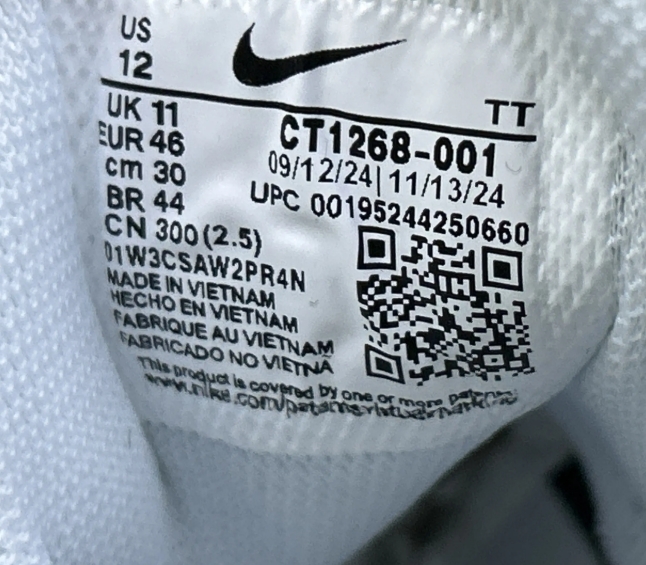 US
12
TT
UK 11
EUR 46
cm 30
BR 44
CN 300 (2.5)
CT1268-001
09/12/24| 11/13/24
UPC 00195244250660
01W3CSAW2PR4N
MADE IN VIETNAM
HECHO EN VIETNAM
FABRIQUE AU VIETNAM
FABRICADO NO VIETNÃ
This product is covered by one or more patents.